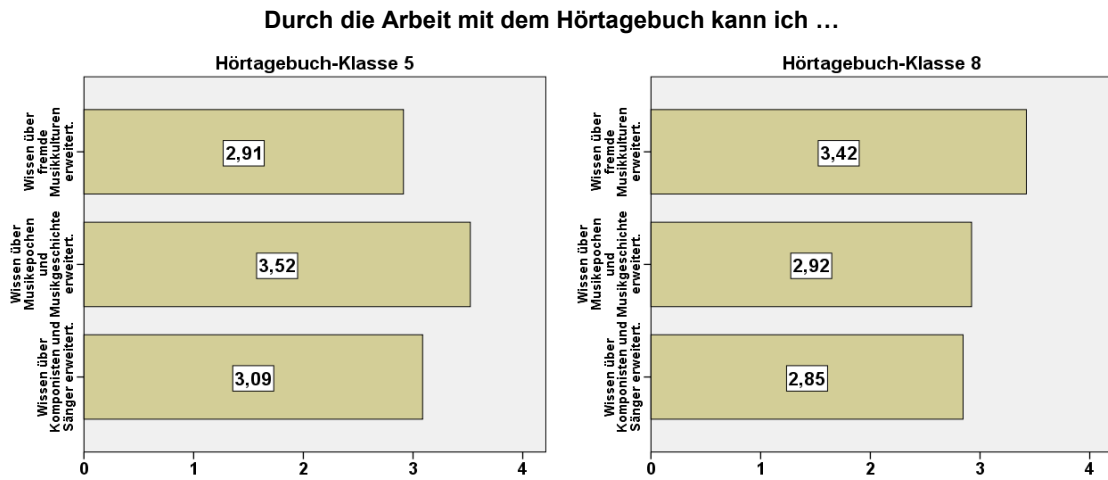 Durch die Arbeit mit dem Hörtagebuch kann ich …
Hörtagebuch-Klasse 5
Wissen über
fremde
Musikkulturen
erweitert.
2,91
Wissen über
Musikepochen
und
Musikgeschichte
erweitert.
3,52
Wissen über
Komponisten und
Sänger erweitert.
3,09
0 1 2 3 4
Hörtagebuch-Klasse 8
Wissen über
fremde
Musikkulturen
erweitert.
3,42
Wissen über
Musikepochen
und
Musikgeschichte
erweitert.
2,92
Wissen über
Komponisten und
Sänger erweitert.
2,85
0 1 2 3 4